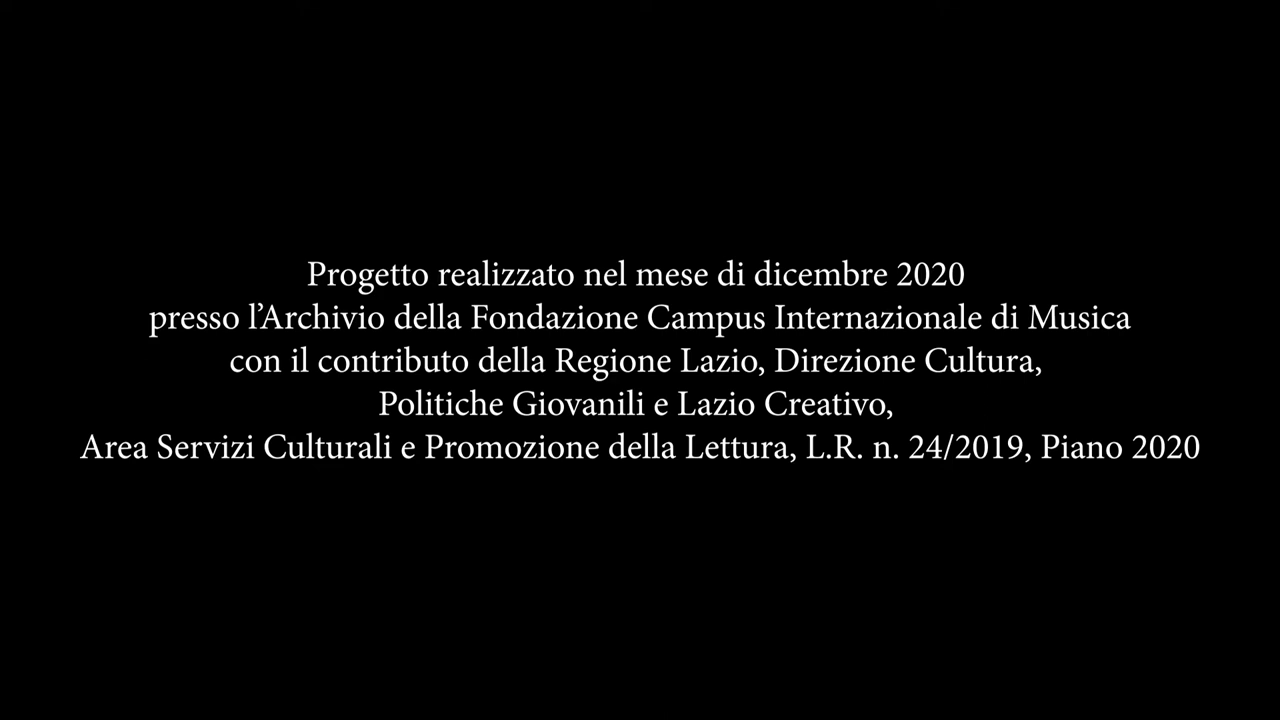 Progetto realizzato nel mese di dicembre 2020
presso l’Archivio della Fondazione Campus Internazionale di Musica
con il contributo della Regione Lazio, Direzione Cultura,
Politiche Giovanili e Lazio Creativo,
Area Servizi Culturali e Promozione della Lettura, L.R. n. 24/2019, Piano 2020